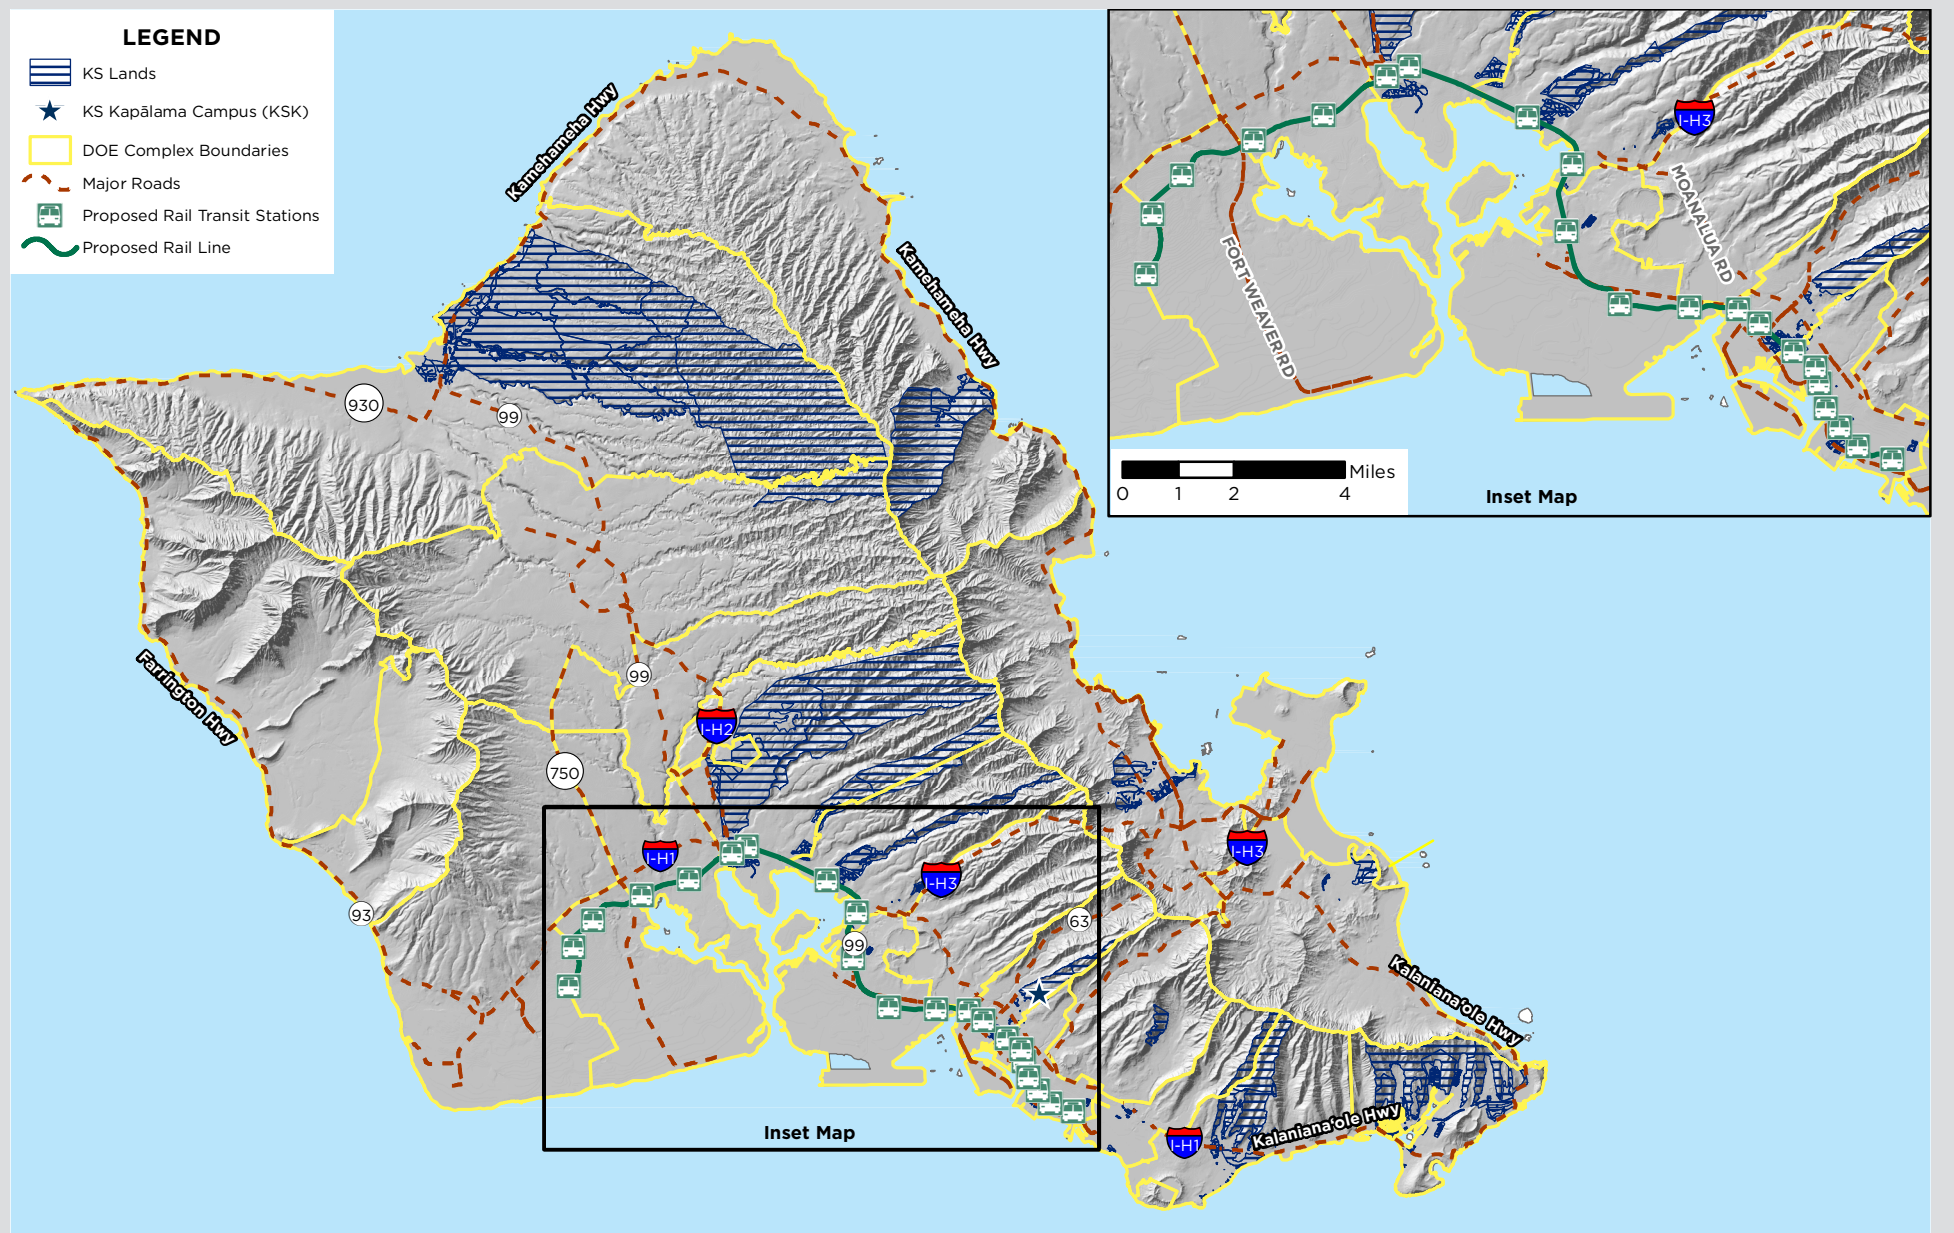 LEGEND
KS Lands
KS Kapālama Campus (KSK)
DOE Complex Boundaries
Major Roads
Proposed Rail Transit Stations
Proposed Rail Line
Kamehameha Hwy
Kamehameha Hwy
930
99
Farrington Hwy
99
I-H2
750
I-H1
I-H3
I-H3
93
63
99
Kalaniana'ole Hwy
Kalaniana'ole Hwy
I-H1
Inset Map
I-H3
MOANALUA RD
FORT WEAVER RD
Miles
0 1 2 4
Inset Map